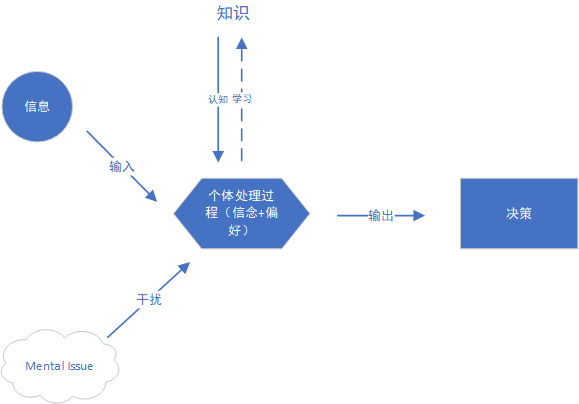 知识
信息
认知 学习
输入
个体处理过
程（信念+偏
好）
输出
决策
干扰
Mental Issue